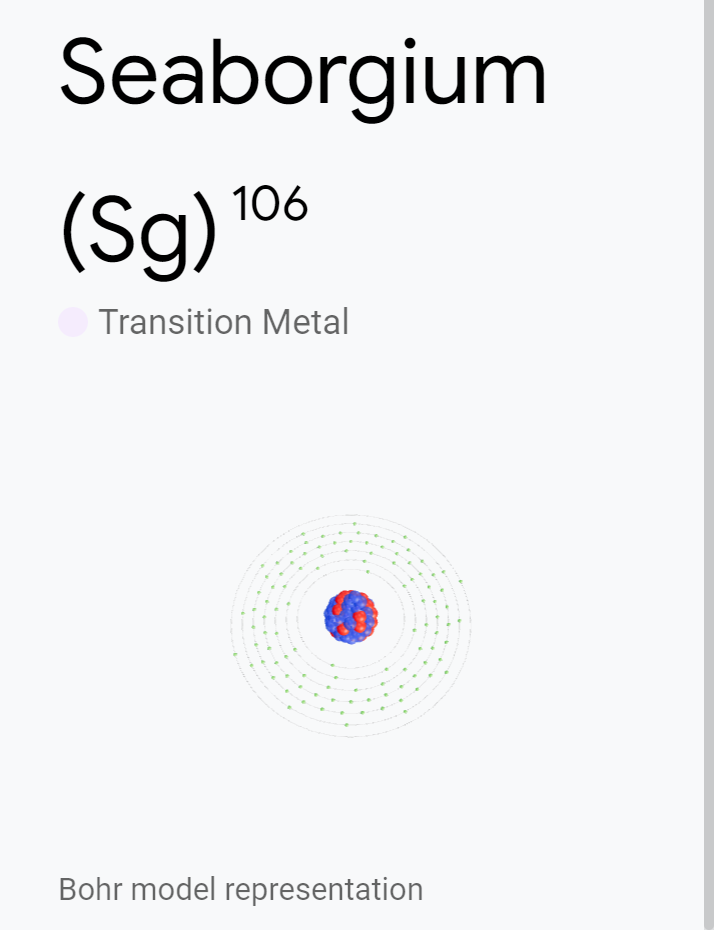 Seaborgium
(Sg) 106
Transition Metal
Bohr model representation